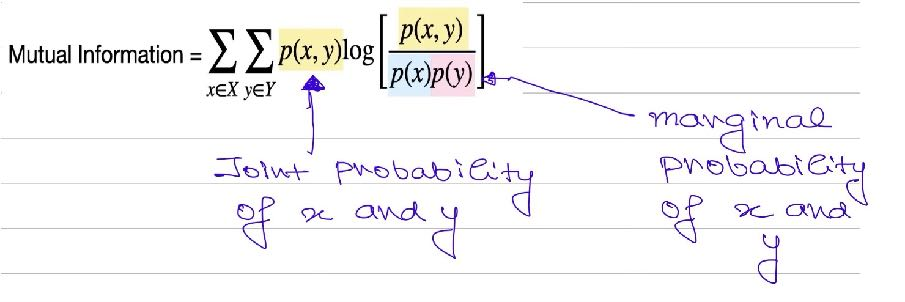 Mutual Information = ∑ ∑ p(x, y)log [ p(x, y) / p(x)p(y) ]
x∈X y∈Y
Joint probability
of x and y
marginal
probability
of x and
y